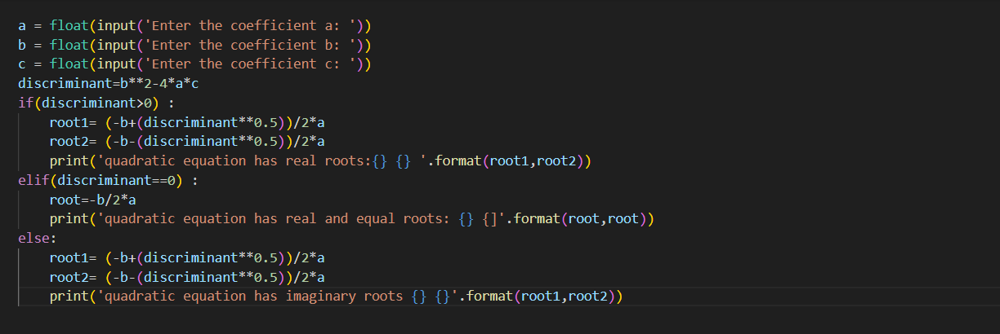 a = float(input('Enter the coefficient a: '))
b = float(input('Enter the coefficient b: '))
c = float(input('Enter the coefficient c: '))
discriminant=b**2-4*a*c
if(discriminant>0) :
    root1= (-b+(discriminant**0.5))/2*a
    root2= (-b-(discriminant**0.5))/2*a
    print('quadratic equation has real roots:{} {} '.format(root1,root2))
elif(discriminant==0) :
    root=-b/2*a
    print('quadratic equation has real and equal roots: {} {]'.format(root,root))
else:
    root1= (-b+(discriminant**0.5))/2*a
    root2= (-b-(discriminant**0.5))/2*a
    print('quadratic equation has imaginary roots {} {}'.format(root1,root2))